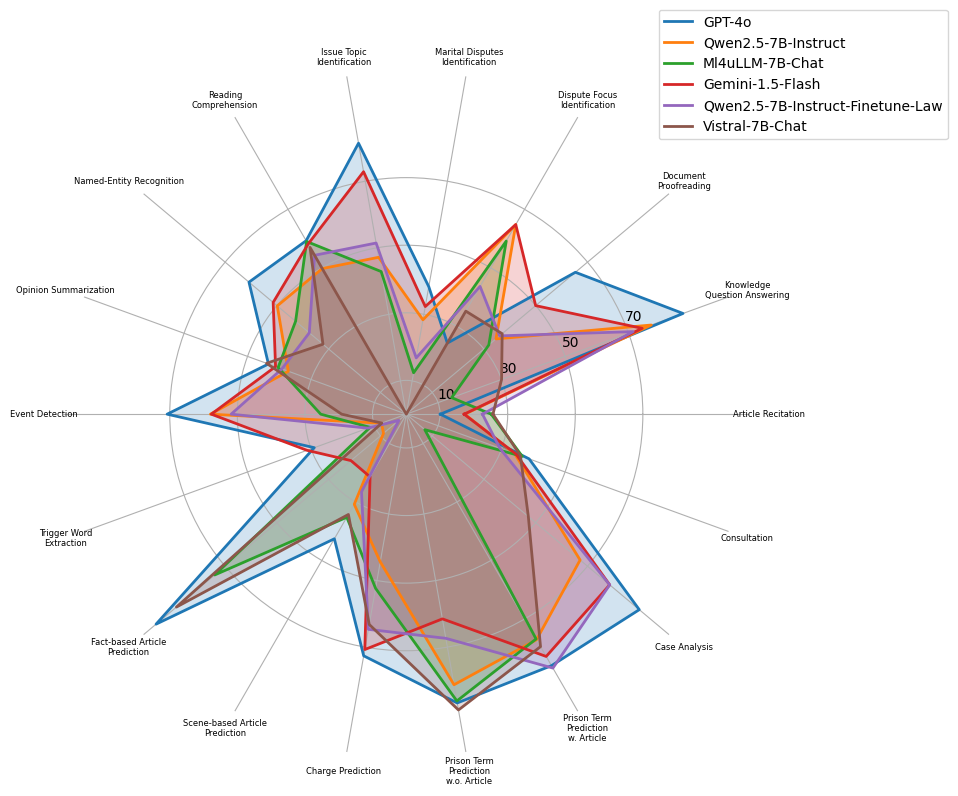 GPT-4o
Qwen2.5-7B-Instruct
Ml4uLLM-7B-Chat
Gemini-1.5-Flash
Qwen2.5-7B-Instruct-Finetune-Law
Vistral-7B-Chat
Issue Topic
Identification
Marital Disputes
Identification
Reading
Comprehension
Dispute Focus
Identification
Named-Entity Recognition
Document
Proofreading
Opinion Summarization
Knowledge
Question Answering
70
50
30
10
Event Detection
Article Recitation
Trigger Word
Extraction
Consultation
Fact-based Article
Prediction
Case Analysis
Scene-based Article
Prediction
Prison Term
Prediction
w. Article
Charge Prediction
Prison Term
Prediction
w.o. Article